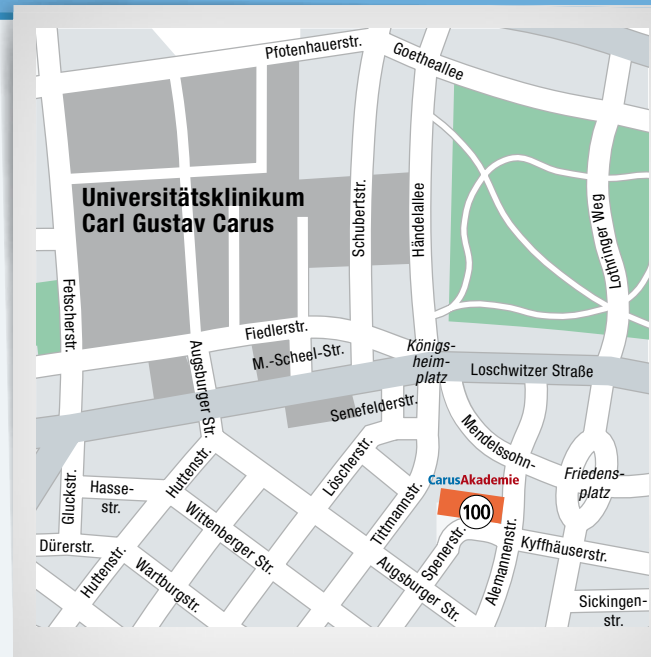 Pfotenhauerstr.
Goetheallee
Universitätsklinikum
Carl Gustav Carus
Schubertstr.
Händelallee
Lothringer Weg
Fetscherstr.
Fiedlerstr.
M.-Scheel-Str.
Augsburger Str.
Königs-
heim-
platz
Loschwitzer Straße
Senefelderstr.
Mendelssohn-
Löscherstr.
Tittmannstr.
CarusAkademie
100
Friedens-
platz
Gluckstr.
Hasse-
str.
Huttenstr.
Wittenberger Str.
Dürerstr.
Huttenstr.
Wartburgstr.
Augsburger Str.
Spenerstr.
Alemannenstr.
Kyffhäuserstr.
Sickingen-
str.